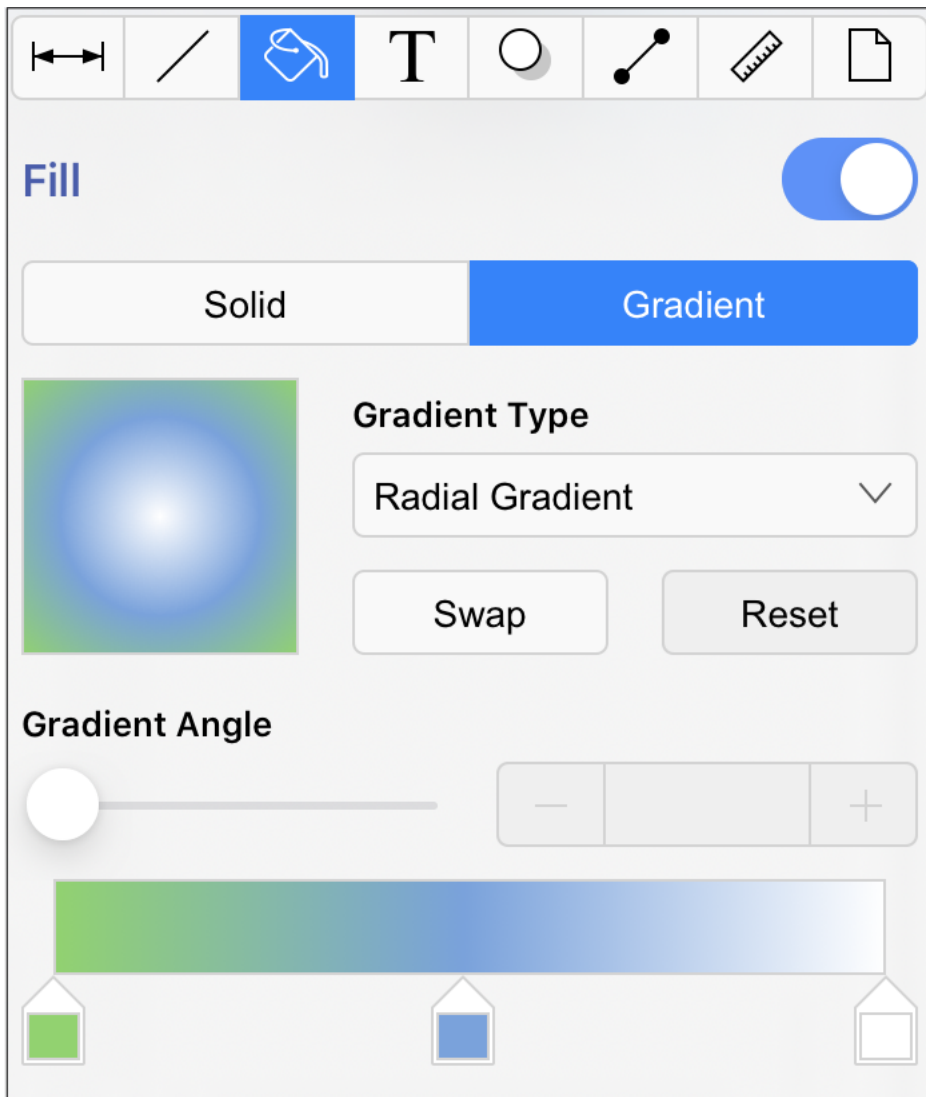 T
Fill
Solid Gradient
Gradient Type
Radial Gradient
Swap Reset
Gradient Angle